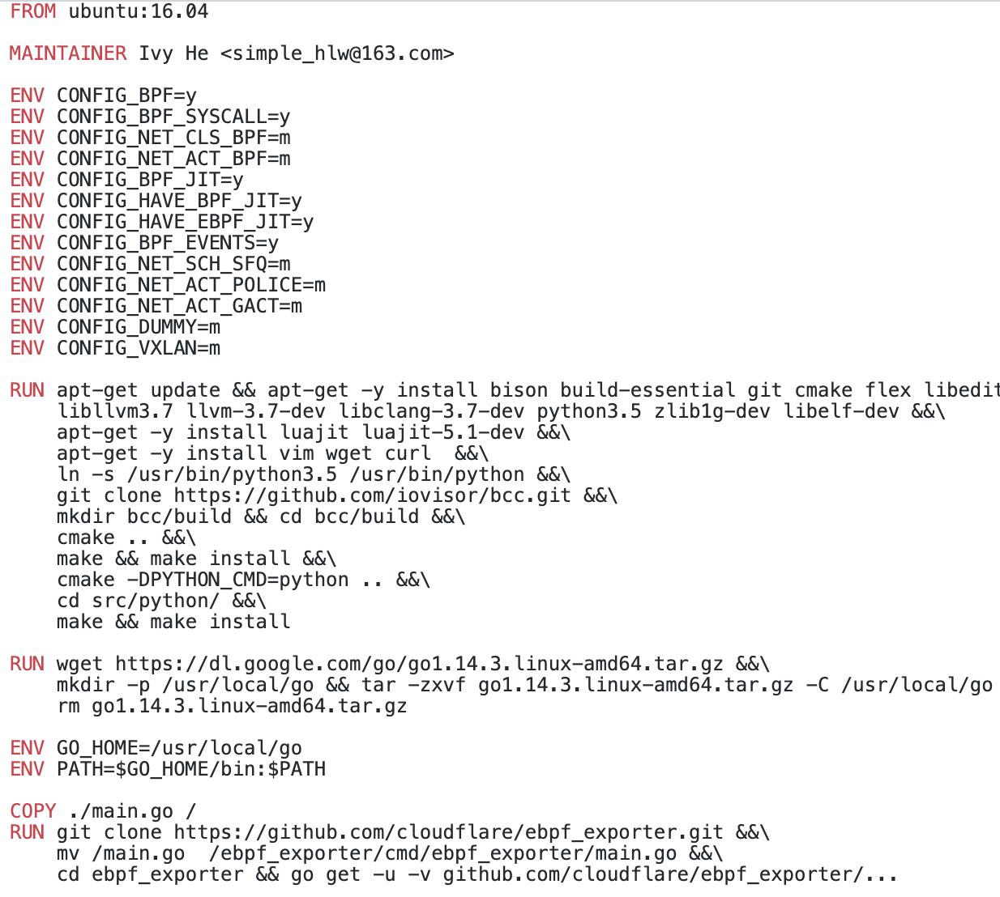 FROM ubuntu:16.04
MAINTAINER Ivy He <simple_hlw@163.com>
ENV CONFIG_BPF=y
ENV CONFIG_BPF_SYSCALL=y
ENV CONFIG_NET_CLS_BPF=m
ENV CONFIG_NET_ACT_BPF=m
ENV CONFIG_BPF_JIT=y
ENV CONFIG_HAVE_BPF_JIT=y
ENV CONFIG_HAVE_EBPF_JIT=y
ENV CONFIG_BPF_EVENTS=y
ENV CONFIG_NET_SCH_SFQ=m
ENV CONFIG_NET_ACT_POLICE=m
ENV CONFIG_NET_ACT_GACT=m
ENV CONFIG_DUMMY=m
ENV CONFIG_VXLAN=m
RUN apt-get update && apt-get -y install bison build-essential git cmake flex libedit
libllvm3.7 llvm-3.7-dev libclang-3.7-dev python3.5 zlib1g-dev libelf-dev &&\
apt-get -y install luajit luajit-5.1-dev &&\
apt-get -y install vim wget curl  &&\
ln -s /usr/bin/python3.5 /usr/bin/python &&\
git clone https://github.com/iovisor/bcc.git &&\
mkdir bcc/build && cd bcc/build &&\
cmake .. &&\
make && make install &&\
cmake -DPYTHON_CMD=python .. &&\
cd src/python/ &&\
make && make install
RUN wget https://dl.google.com/go/go1.14.3.linux-amd64.tar.gz &&\
mkdir -p /usr/local/go && tar -zxvf go1.14.3.linux-amd64.tar.gz -C /usr/local/go
rm go1.14.3.linux-amd64.tar.gz
ENV GO_HOME=/usr/local/go
ENV PATH=$GO_HOME/bin:$PATH
COPY ./main.go /
RUN git clone https://github.com/cloudflare/ebpf_exporter.git &&\
mv /main.go  /ebpf_exporter/cmd/ebpf_exporter/main.go &&\
cd ebpf_exporter && go get -u -v github.com/cloudflare/ebpf_exporter/...